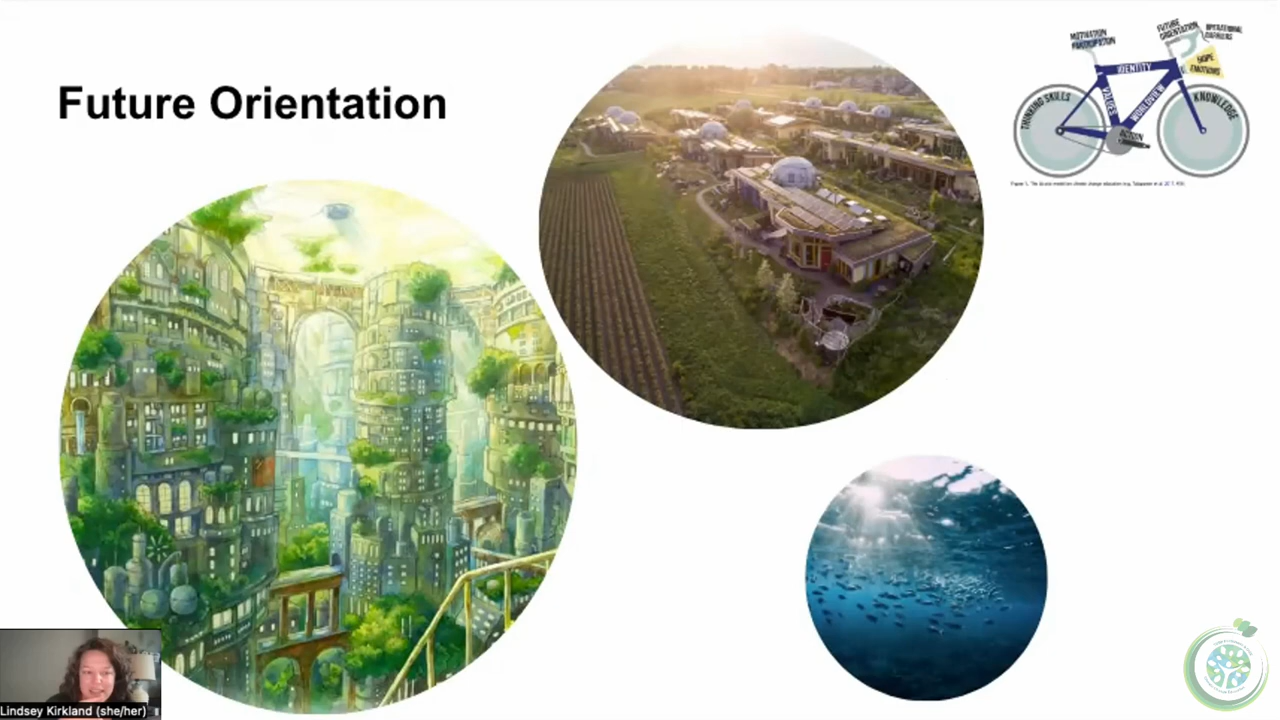 Future Orientation
MOTIVATION
PARTICIPATION
FUTURE
ORIENTATION
OPERATIONAL
BARRIERS
HOPE
EMOTIONS
IDENTITY
VALUES
WORLDVIEW
THINKING SKILLS
KNOWLEDGE
ACTION
Lindsey Kirkland (she/her)